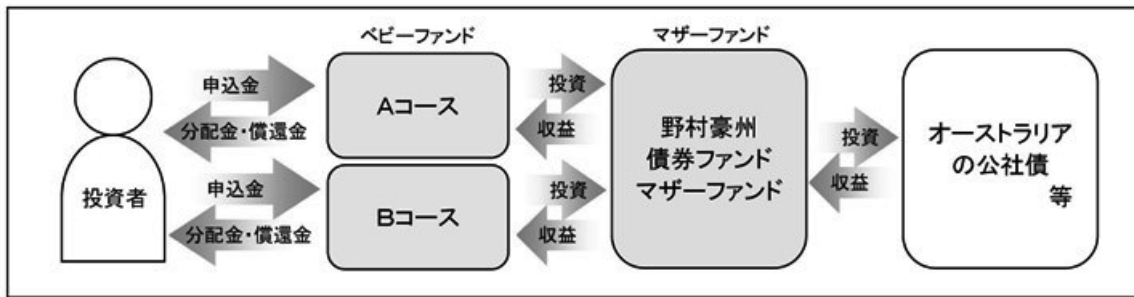 ベビーファンド
マザーファンド
申込金
分配金・償還金
申込金
分配金・償還金
投資者
Aコース
Bコース
投資
収益
投資
収益
野村豪州
債券ファンド
マザーファンド
投資
収益
オーストラリア
の公社債
等